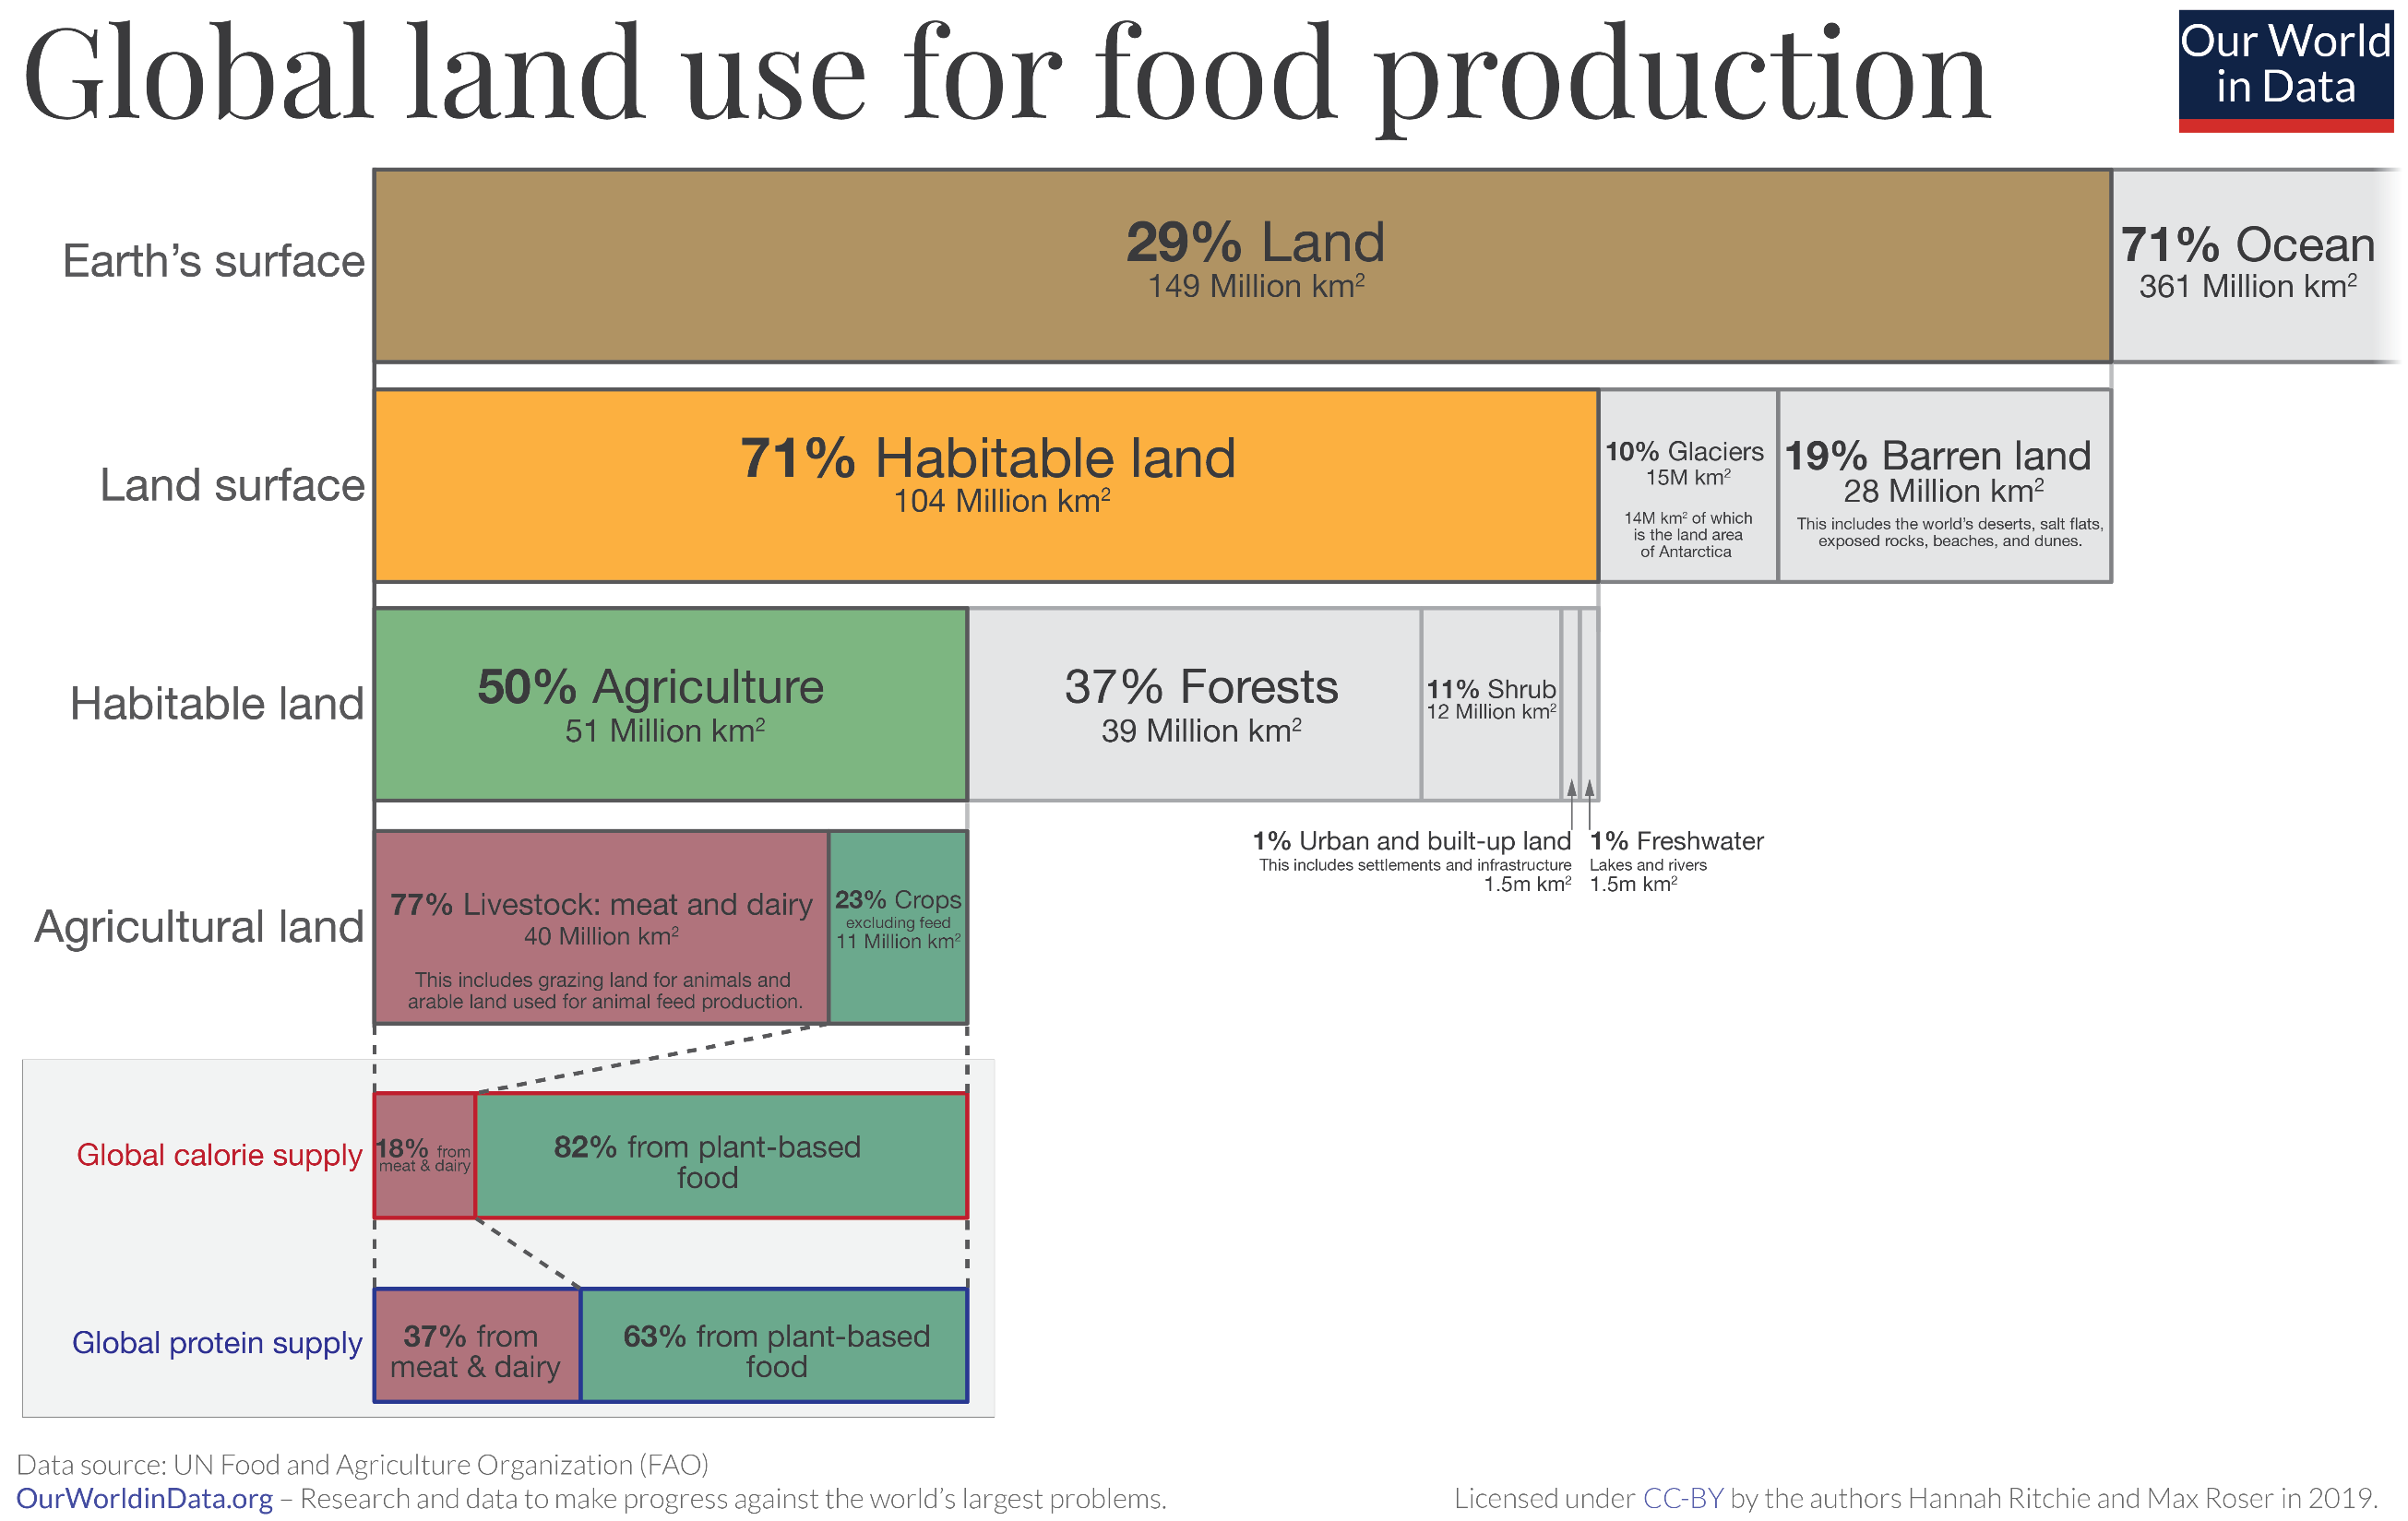 Global land use for food production
Our World
in Data
Earth’s surface
29% Land
149 Million km²
71% Ocean
361 Million km²
Land surface
71% Habitable land
104 Million km²
10% Glaciers
15M km²
14M km² of which
is the land area
of Antarctica
19% Barren land
28 Million km²
This includes the world’s deserts, salt flats,
exposed rocks, beaches, and dunes.
Habitable land
50% Agriculture
51 Million km²
37% Forests
39 Million km²
11% Shrub
12 Million km²
1% Urban and built-up land
This includes settlements and infrastructure
1.5m km²
1% Freshwater
Lakes and rivers
1.5m km²
Agricultural land
77% Livestock: meat and dairy
40 Million km²
This includes grazing land for animals and
arable land used for animal feed production.
23% Crops
excluding feed
11 Million km²
Global calorie supply
18% from
meat & dairy
82% from plant-based
food
Global protein supply
37% from
meat & dairy
63% from plant-based
food
Data source: UN Food and Agriculture Organization (FAO)
OurWorldinData.org – Research and data to make progress against the world’s largest problems.
Licensed under CC-BY by the authors Hannah Ritchie and Max Roser in 2019.